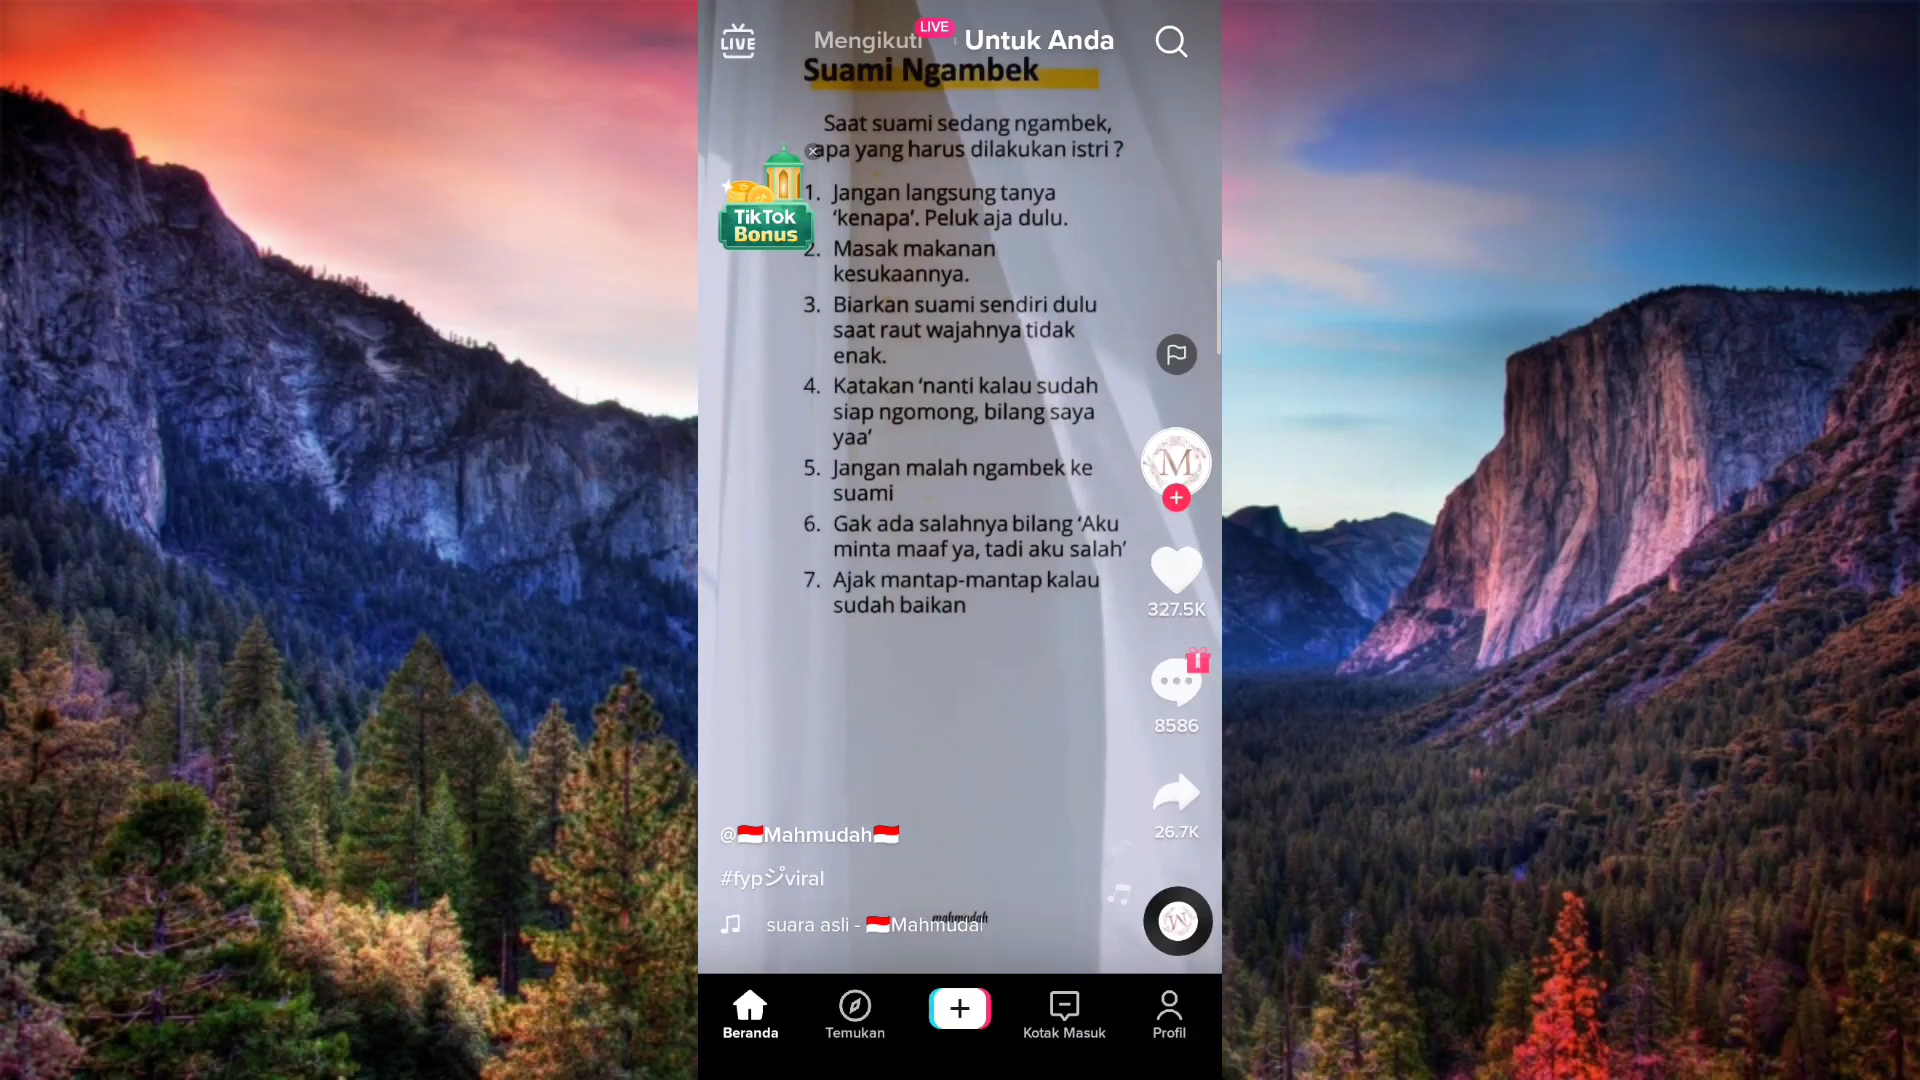 LIVE
Mengikuti
LIVE
Untuk Anda
Suami Ngambek
Saat suami sedang ngambek,
apa yang harus dilakukan istri ?
TikTok
Bonus
1. Jangan langsung tanya
‘kenapa’. Peluk aja dulu.
2. Masak makanan
kesukaannya.
3. Biarkan suami sendiri dulu
saat raut wajahnya tidak
enak.
4. Katakan ‘nanti kalau sudah
siap ngomong, bilang saya
yaa’
5. Jangan malah ngambek ke
suami
6. Gak ada salahnya bilang ‘Aku
minta maaf ya, tadi aku salah’
7. Ajak mantap-mantap kalau
sudah baikan
M
327.5K
8586
26.7K
@🇮🇩Mahmudah🇮🇩
#fypジviral
mahmudah
suara asli - 🇮🇩Mahmudal
Beranda
Temukan
Kotak Masuk
Profil